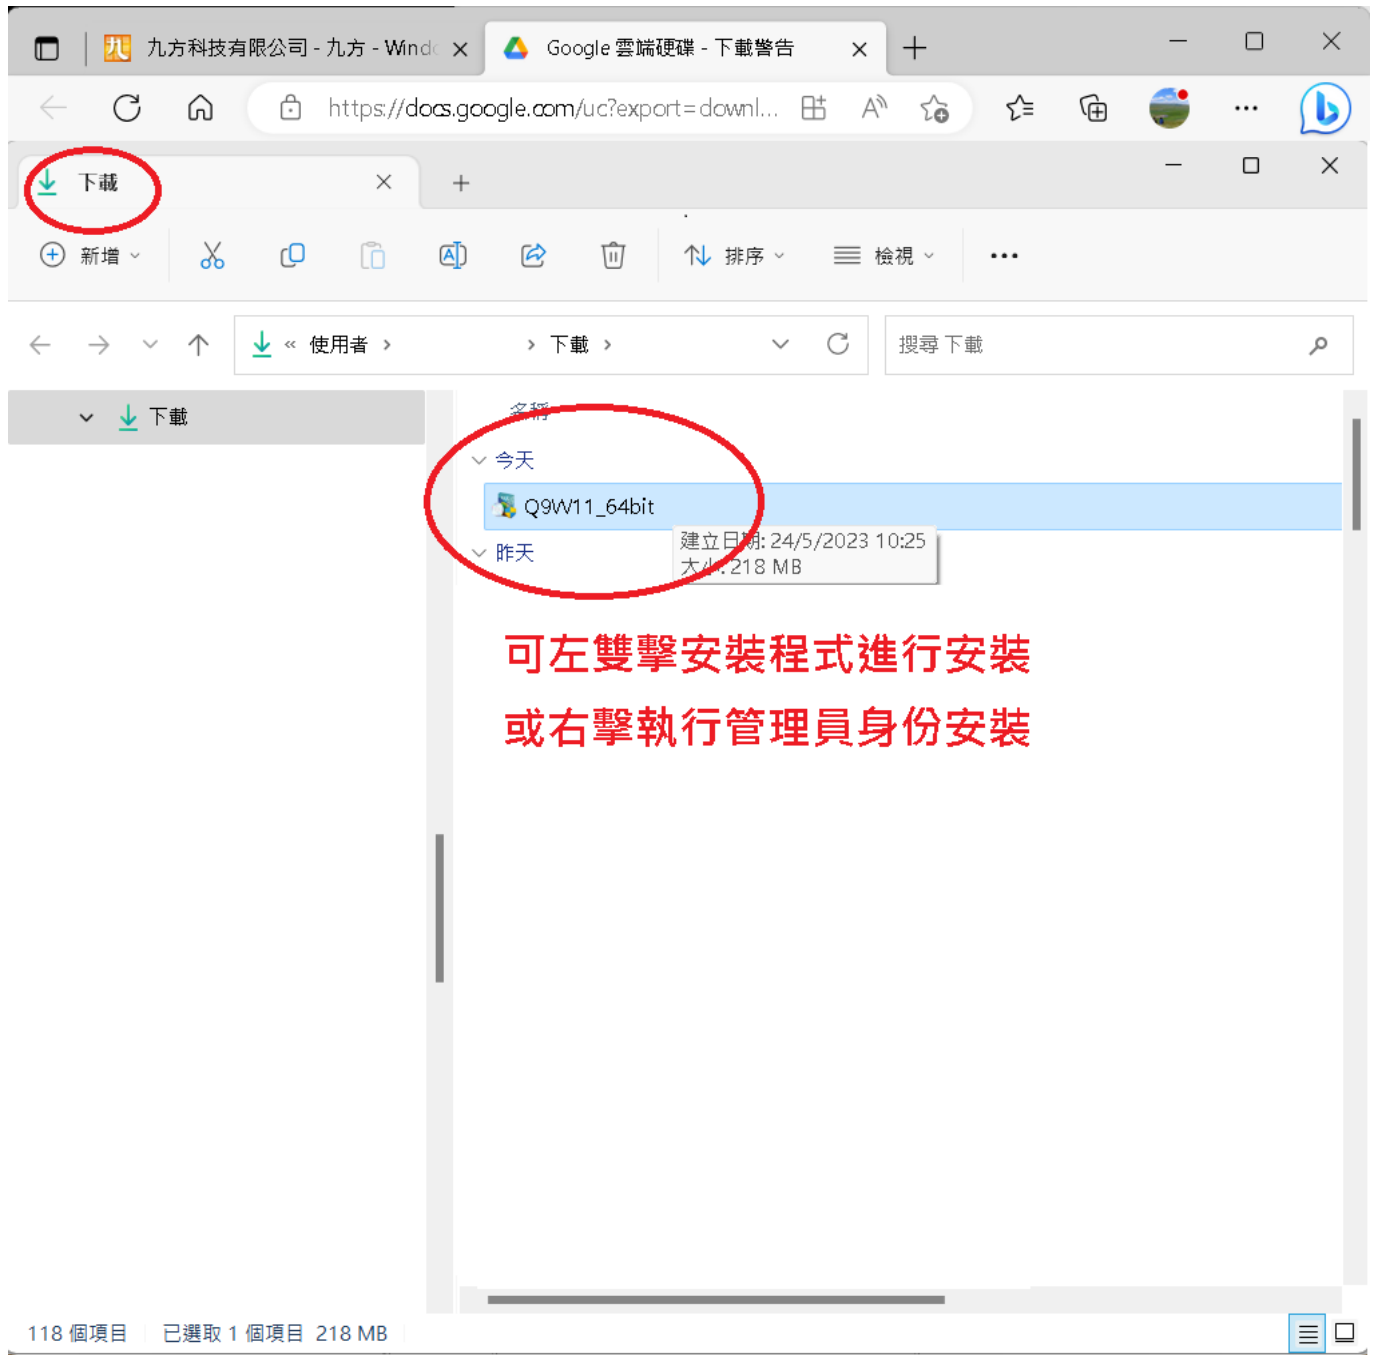 九方科技有限公司 - 九方 - Windo
Google 雲端硬碟 - 下載警告
https://docs.google.com/uc?export=downl...
下載
新增
排序
檢視
« 使用者 › › 下載 ›
搜尋 下載
下載
名稱
今天
Q9W11_64bit
建立日期: 24/5/2023 10:25
大小: 218 MB
昨天
可左雙擊安裝程式進行安裝
或右擊執行管理員身份安裝
118 個項目
已選取 1 個項目 218 MB